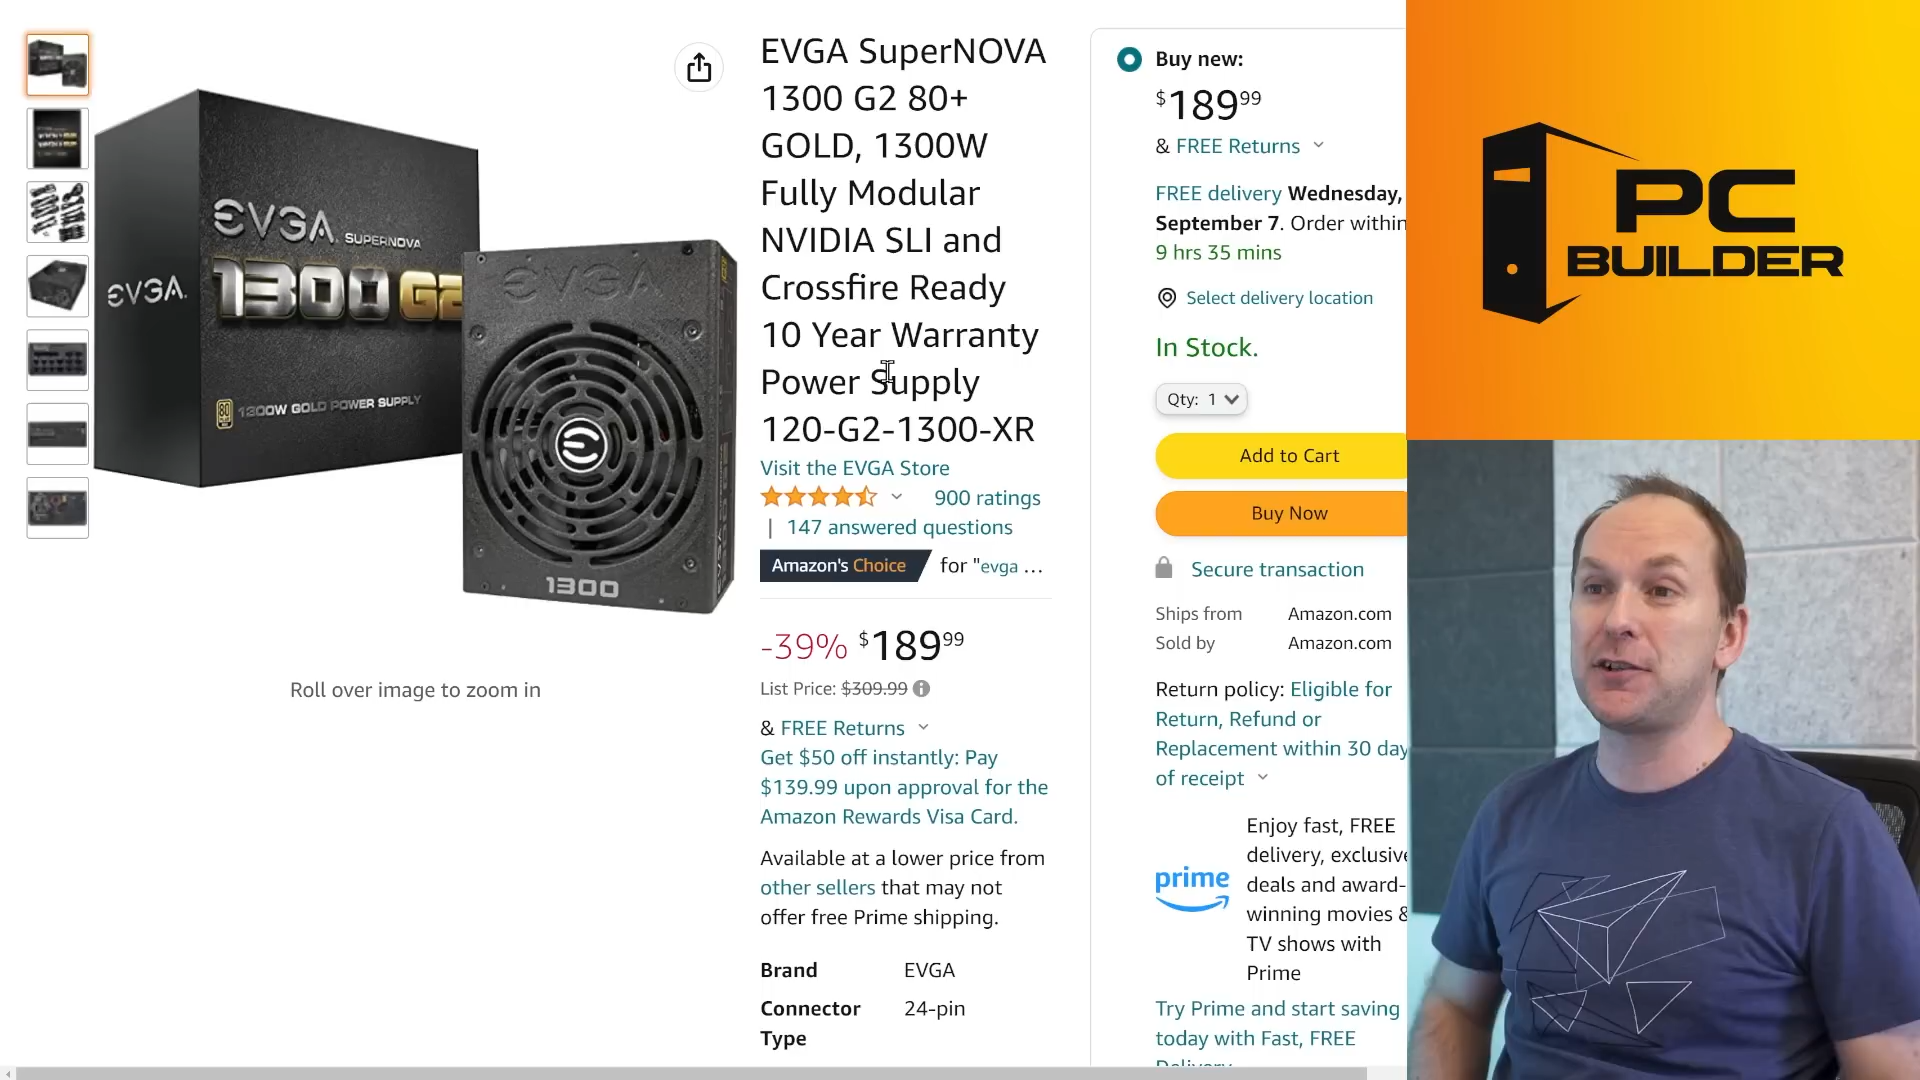 EVGA SuperNOVA
1300 G2 80+
GOLD, 1300W
Fully Modular
NVIDIA SLI and
Crossfire Ready
10 Year Warranty
Power Supply
120-G2-1300-XR
Visit the EVGA Store
900 ratings
| 147 answered questions
Amazon's Choice for "evga ...
-39% $189 99
List Price: $309.99
& FREE Returns
Get $50 off instantly: Pay
$139.99 upon approval for the
Amazon Rewards Visa Card.
Available at a lower price from
other sellers that may not
offer free Prime shipping.
Brand EVGA
Connector 24-pin
Type
EVGA. SUPERNOVA
1300 G2
EVGA.
1300W GOLD POWER SUPPLY
EVGA
1300
Roll over image to zoom in
Buy new:
$189 99
& FREE Returns
FREE delivery Wednesday,
September 7. Order within
9 hrs 35 mins
Select delivery location
In Stock.
Qty: 1
Add to Cart
Buy Now
Secure transaction
Ships from Amazon.com
Sold by Amazon.com
Return policy: Eligible for
Return, Refund or
Replacement within 30 day
of receipt
prime
Enjoy fast, FREE
delivery, exclusive
deals and award-
winning movies &
TV shows with
Prime
Try Prime and start saving
today with Fast, FREE
Delivery
PC
BUILDER